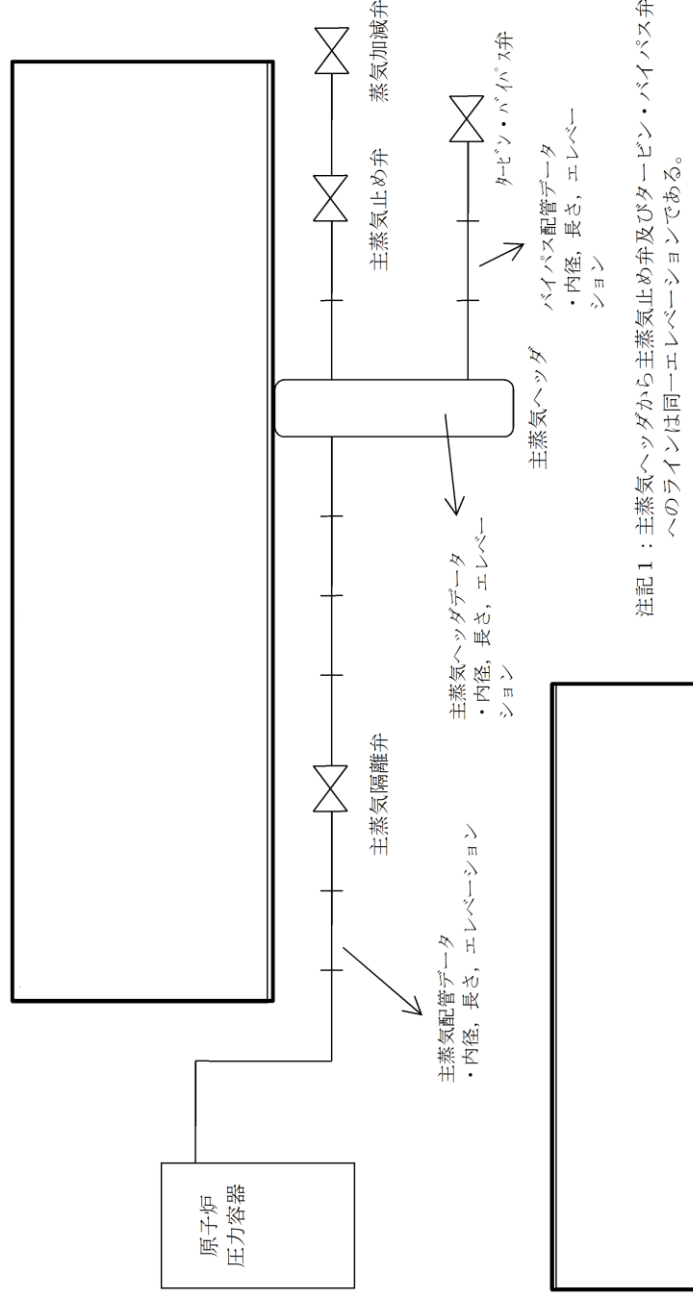 原子炉
圧力容器
主蒸気配管データ
・内径，長さ，エレベーション
主蒸気隔離弁
主蒸気ヘッダデータ
・内径，長さ，エレベー
ション
主蒸気ヘッダ
主蒸気止め弁
蒸気加減弁
タービン・バイパス弁
バイパス配管データ
・内径，長さ，エレベー
ション
注記１：主蒸気ヘッダから主蒸気止め弁及びタービン・バイパス弁
へのラインは同一エレベーションである。